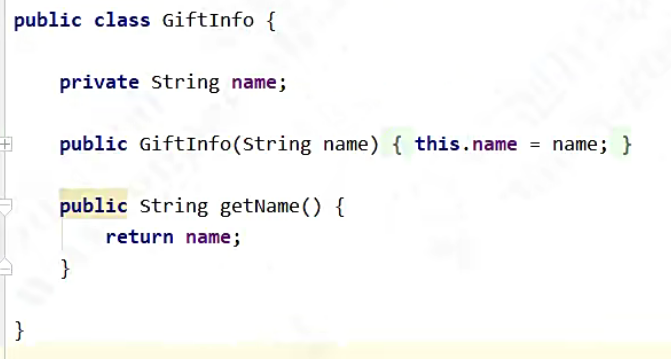 public class GiftInfo {
private String name;
public GiftInfo(String name) { this.name = name; }
public String getName() {
return name;
}
}